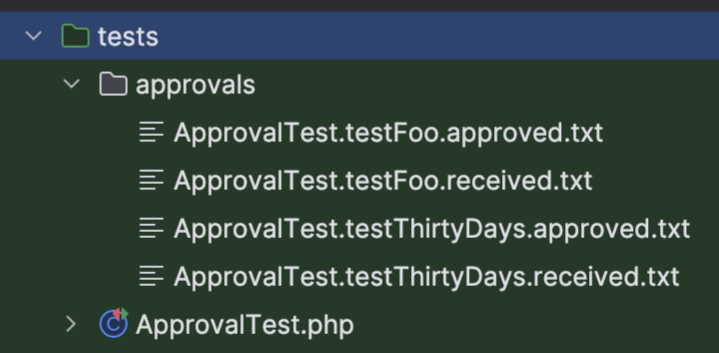 tests
approvals
ApprovalTest.testFoo.approved.txt
ApprovalTest.testFoo.received.txt
ApprovalTest.testThirtyDays.approved.txt
ApprovalTest.testThirtyDays.received.txt
ApprovalTest.php